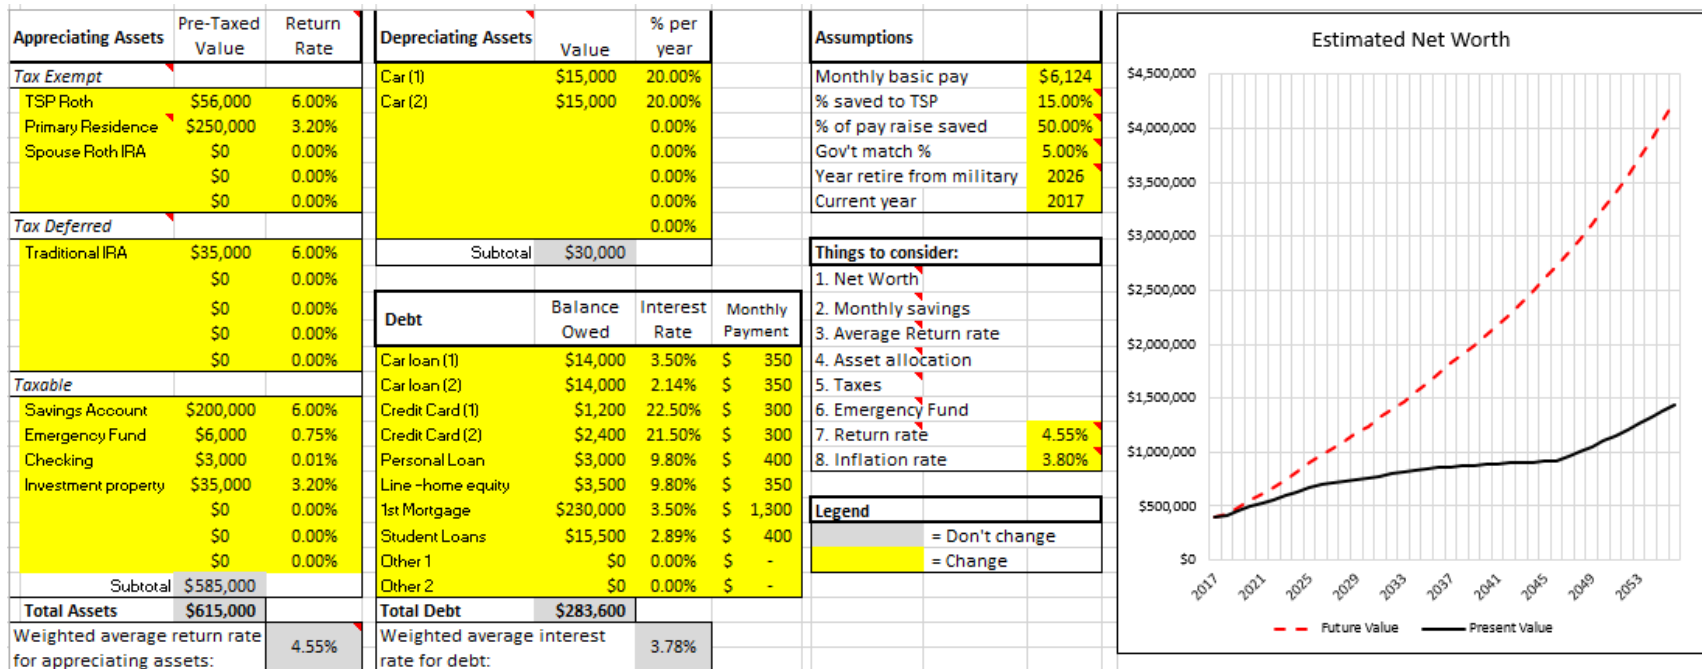 Appreciating Assets Pre-Taxed Value Return Rate
Tax Exempt
TSP Roth $56,000 6.00%
Primary Residence $250,000 3.20%
Spouse Roth IRA $0 0.00%
$0 0.00%
$0 0.00%
Tax Deferred
Traditional IRA $35,000 6.00%
$0 0.00%
$0 0.00%
$0 0.00%
$0 0.00%
Taxable
Savings Account $200,000 6.00%
Emergency Fund $6,000 0.75%
Checking $3,000 0.01%
Investment property $35,000 3.20%
$0 0.00%
$0 0.00%
$0 0.00%
Subtotal $585,000
Total Assets $615,000
Weighted average return rate
for appreciating assets: 4.55%
Depreciating Assets Value % per year
Car (1) $15,000 20.00%
Car (2) $15,000 20.00%
0.00%
0.00%
0.00%
0.00%
0.00%
Subtotal $30,000
Debt Balance Owed Interest Rate Monthly Payment
Car loan (1) $14,000 3.50% $ 350
Car loan (2) $14,000 2.14% $ 350
Credit Card (1) $1,200 22.50% $ 300
Credit Card (2) $2,400 21.50% $ 300
Personal Loan $3,000 9.80% $ 400
Line -home equity $3,500 9.80% $ 350
1st Mortgage $230,000 3.50% $ 1,300
Student Loans $15,500 2.89% $ 400
Other 1 $0 0.00% $ -
Other 2 $0 0.00% $ -
Total Debt $283,600
Weighted average interest
rate for debt: 3.78%
Assumptions
Monthly basic pay $6,124
% saved to TSP 15.00%
% of pay raise saved 50.00%
Gov't match % 5.00%
Year retire from military 2026
Current year 2017
Things to consider:
1. Net Worth
2. Monthly savings
3. Average Return rate
4. Asset allocation
5. Taxes
6. Emergency Fund
7. Return rate 4.55%
8. Inflation rate 3.80%
Legend
= Don't change
= Change
Estimated Net Worth
$4,500,000
$4,000,000
$3,500,000
$3,000,000
$2,500,000
$2,000,000
$1,500,000
$1,000,000
$500,000
$0
2017 2021 2025 2029 2033 2037 2041 2045 2049 2053
Future Value Present Value